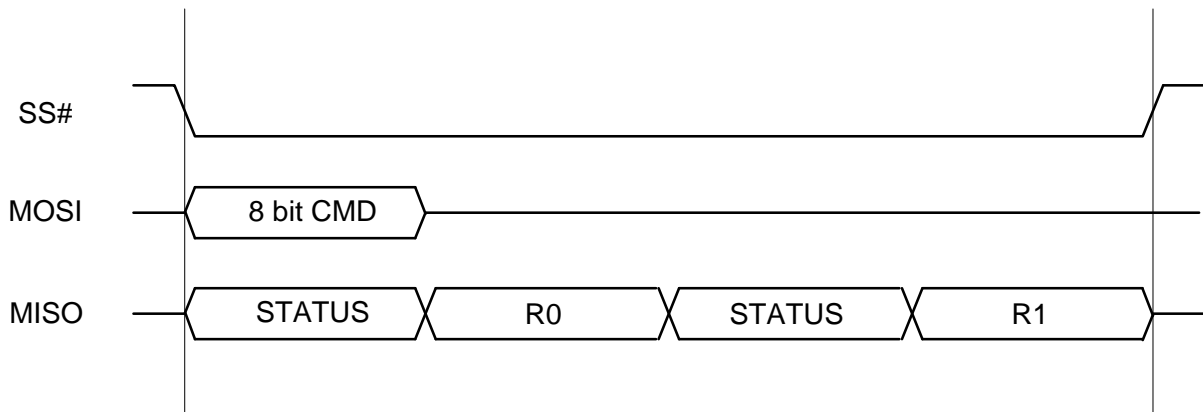 SS#
MOSI 8 bit CMD
MISO STATUS R0 STATUS R1